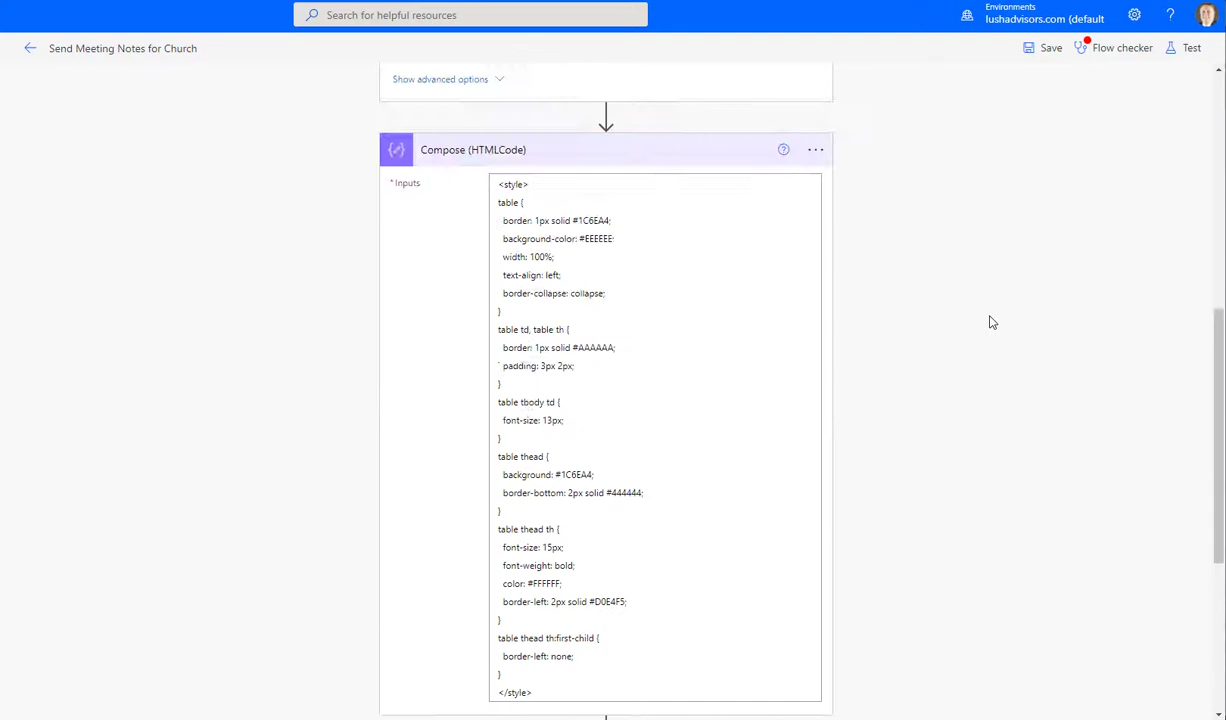 Search for helpful resources
Environments
lushadvisors.com (default
?
Send Meeting Notes for Church
Save
Flow checker
Test
Show advanced options
Compose (HTMLCode)
?
...
* Inputs
<style>
table {
border: 1px solid #1C6EA4;
background-color: #EEEEEE;
width: 100%;
text-align: left;
border-collapse: collapse;
}
table td, table th {
border: 1px solid #AAAAAA;
padding: 3px 2px;
}
table tbody td {
font-size: 13px;
}
table thead {
background: #1C6EA4;
border-bottom: 2px solid #444444;
}
table thead th {
font-size: 15px;
font-weight: bold;
color: #FFFFFF;
border-left: 2px solid #D0E4F5;
}
table thead th:first-child {
border-left: none;
}
</style>